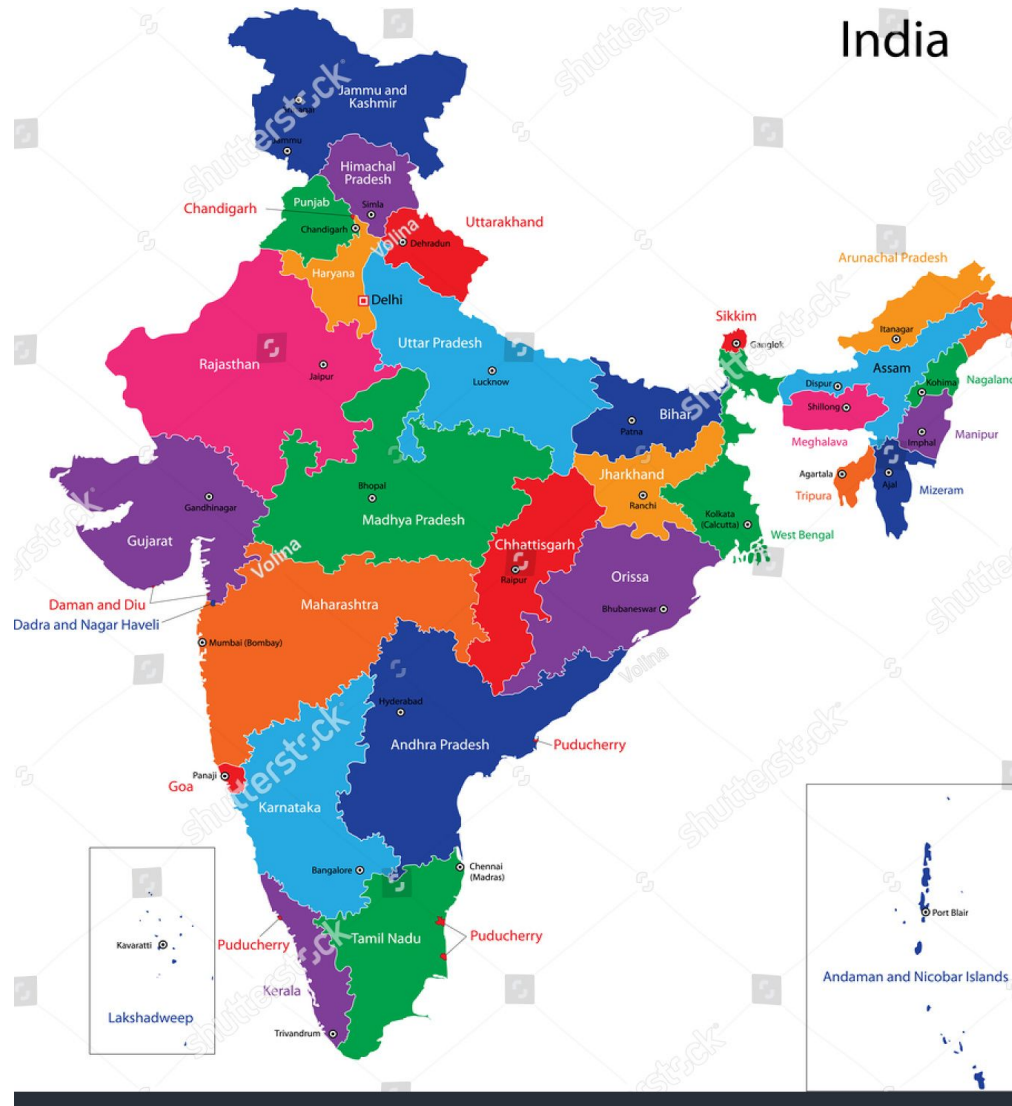 India
Jammu and
Kashmir
Jammu
Himachal
Pradesh
Simla
Punjab
Chandigarh
Chandigarh
Uttarakhand
Dehradun
Haryana
Delhi
Arunachal Pradesh
Itanagar
Sikkim
Gangtok
Uttar Pradesh
Lucknow
Rajasthan
Jaipur
Assam
Dispur
Kohima
Nagaland
Shillong
Meghalava
Imphal
Manipur
Bihar
Patna
Agartala
Tripura
Ajal
Mizeram
Jharkhand
Ranchi
Bhopal
Madhya Pradesh
Gandhinagar
Gujarat
Kolkata
(Calcutta)
West Bengal
Chhattisgarh
Raipur
Orissa
Bhubaneswar
Daman and Diu
Dadra and Nagar Haveli
Maharashtra
Mumbai (Bombay)
Hyderabad
Andhra Pradesh
Puducherry
Panaji
Goa
Karnataka
Bangalore
Chennai
(Madras)
Puducherry
Tamil Nadu
Puducherry
Kerala
Trivandrum
Kavaratti
Lakshadweep
Port Blair
Andaman and Nicobar Islands
shutterstock
Volina